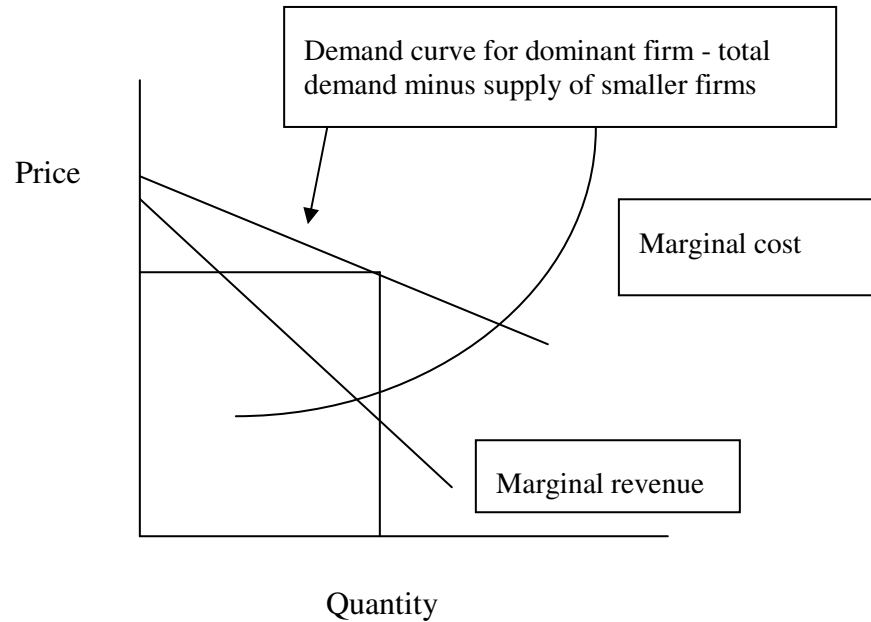 Demand curve for dominant firm - total
demand minus supply of smaller firms
Price
Marginal cost
Marginal revenue
Quantity